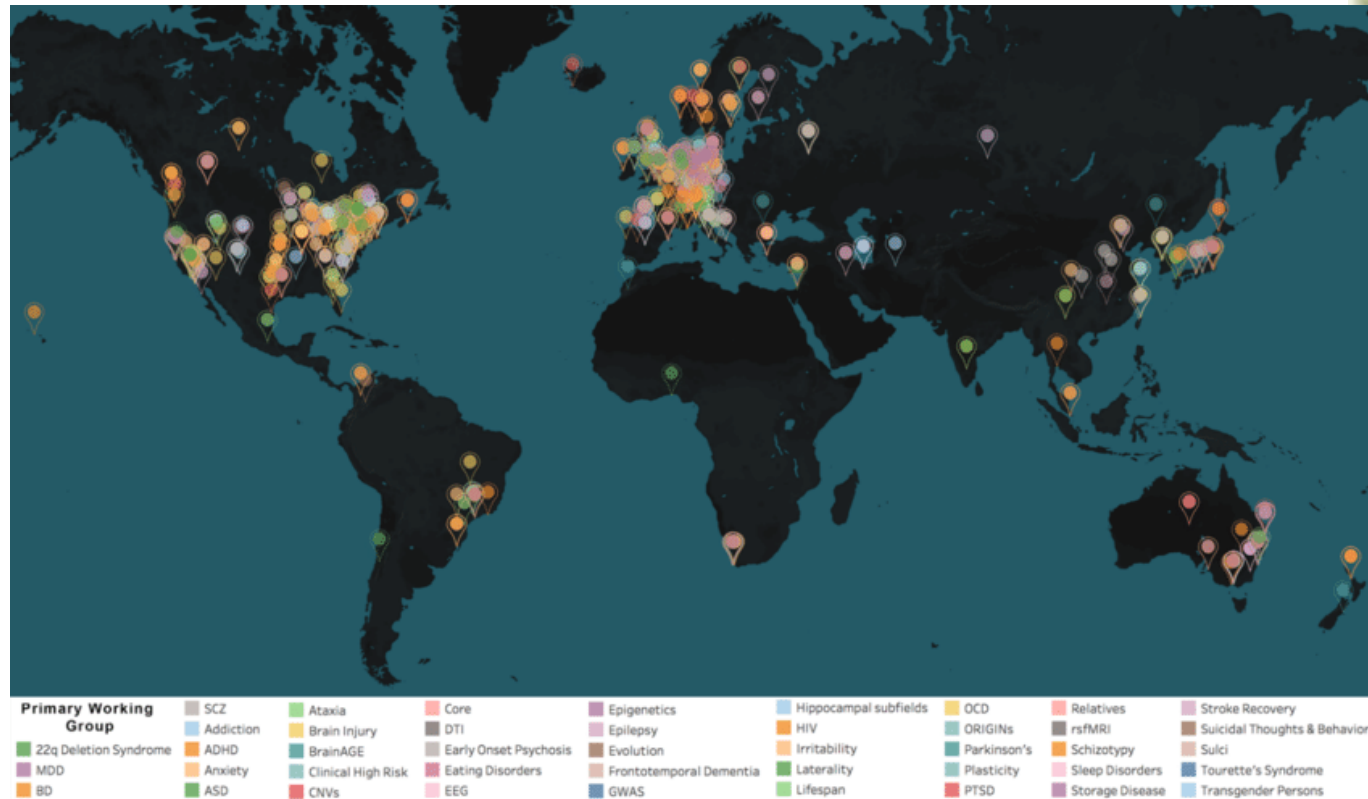 Primary Working
Group
22q Deletion Syndrome
MDD
BD
SCZ
Addiction
ADHD
Anxiety
ASD
Ataxia
Brain Injury
BrainAGE
Clinical High Risk
CNVs
Core
DTI
Early Onset Psychosis
Eating Disorders
EEG
Epigenetics
Epilepsy
Evolution
Frontotemporal Dementia
GWAS
Hippocampal subfields
HIV
Irritability
Laterality
Lifespan
OCD
ORIGINs
Parkinson's
Plasticity
PTSD
Relatives
rsfMRI
Schizotypy
Sleep Disorders
Storage Disease
Stroke Recovery
Suicidal Thoughts & Behavior
Sulci
Tourette's Syndrome
Transgender Persons